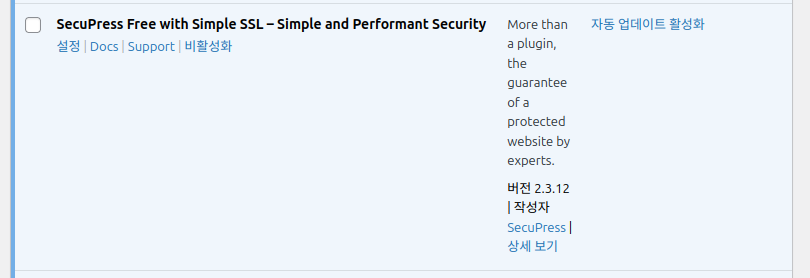 SecuPress Free with Simple SSL – Simple and Performant Security
설정 | Docs | Support | 비활성화
More than
a plugin,
the
guarantee
of a
protected
website by
experts.
버전 2.3.12
| 작성자
SecuPress |
상세 보기
자동 업데이트 활성화